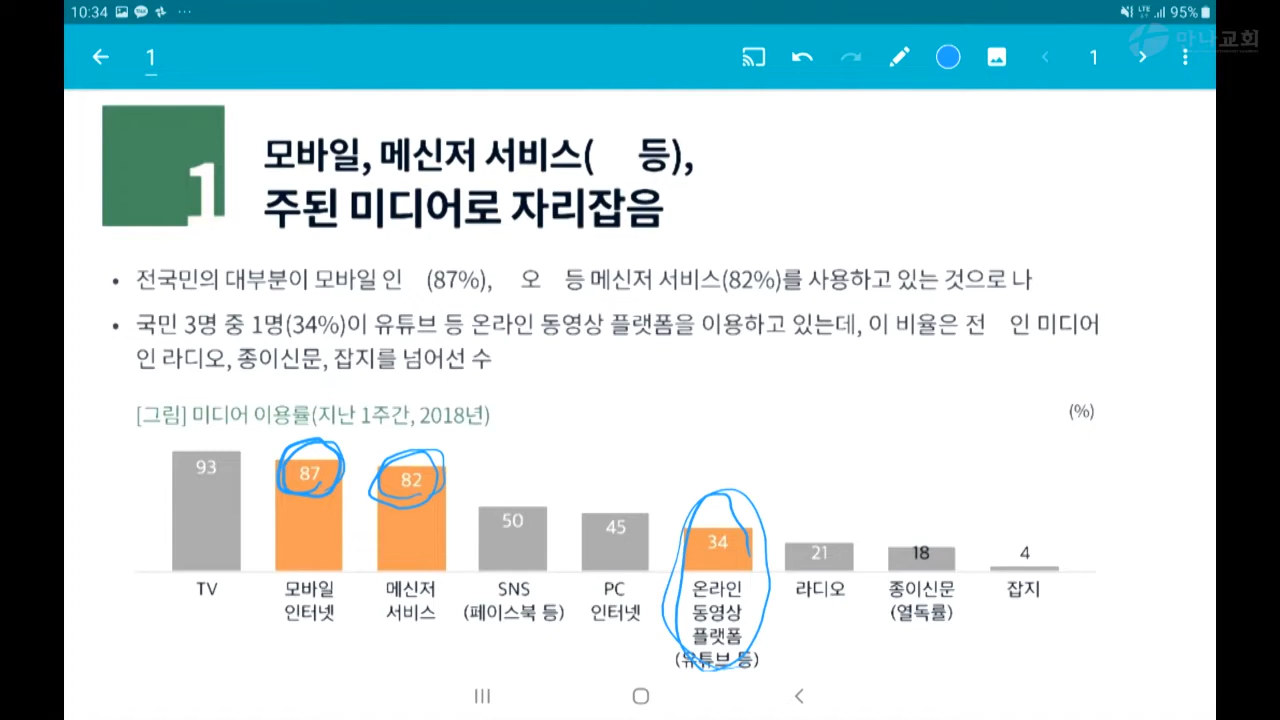 10:34
LTE 95%
마나교회
1
1
1
모바일, 메신저 서비스( 등),
주된 미디어로 자리잡음
• 전국민의 대부분이 모바일 인 (87%), 오 등 메신저 서비스(82%)를 사용하고 있는 것으로 나
• 국민 3명 중 1명(34%)이 유튜브 등 온라인 동영상 플랫폼을 이용하고 있는데, 이 비율은 전 인 미디어
인 라디오, 종이신문, 잡지를 넘어선 수
[그림] 미디어 이용률(지난 1주간, 2018년)
(%)
93 87 82 50 45 34 21 18 4
TV 모바일 메신저 SNS PC 온라인 라디오 종이신문 잡지
인터넷 서비스 (페이스북 등) 인터넷 동영상 (열독률)
플랫폼
(유튜브 등)